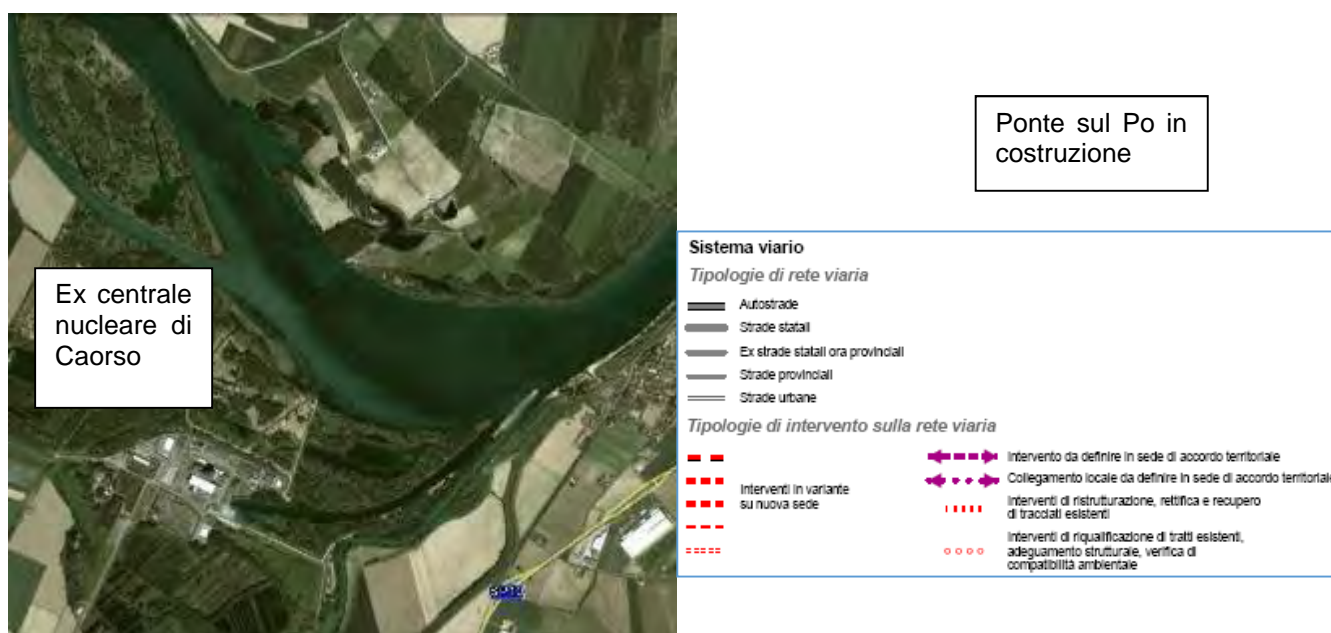 Ex centrale
nucleare di
Caorso
Ponte sul Po in
costruzione
Sistema viario
Tipologie di rete viaria
Autostrade
Strade statali
Ex strade statali ora provinciali
Strade provinciali
Strade urbane
Tipologie di intervento sulla rete viaria
Interventi in variante
su nuova sede
Intervento da definire in sede di accordo territoriale
Collegamento locale da definire in sede di accordo territoriale
Interventi di ristrutturazione, rettifica e recupero
di tracciati esistenti
Interventi di riqualificazione di tratti esistenti,
adeguamento strutturale, verifica di
compatibilità ambientale